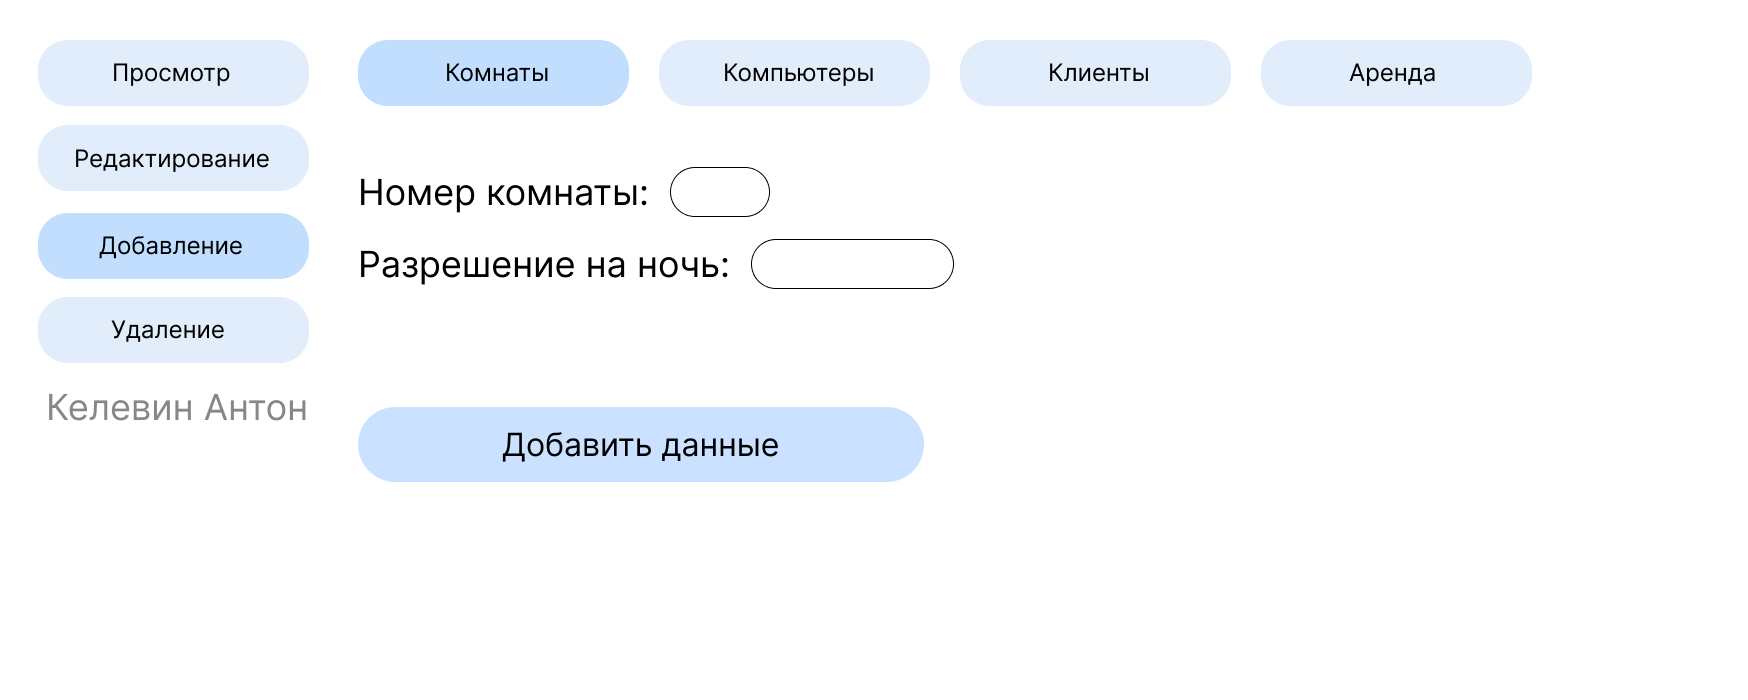 Просмотр
Комнаты
Компьютеры
Клиенты
Аренда
Редактирование
Добавление
Удаление
Келевин Антон
Номер комнаты:
Разрешение на ночь:
Добавить данные